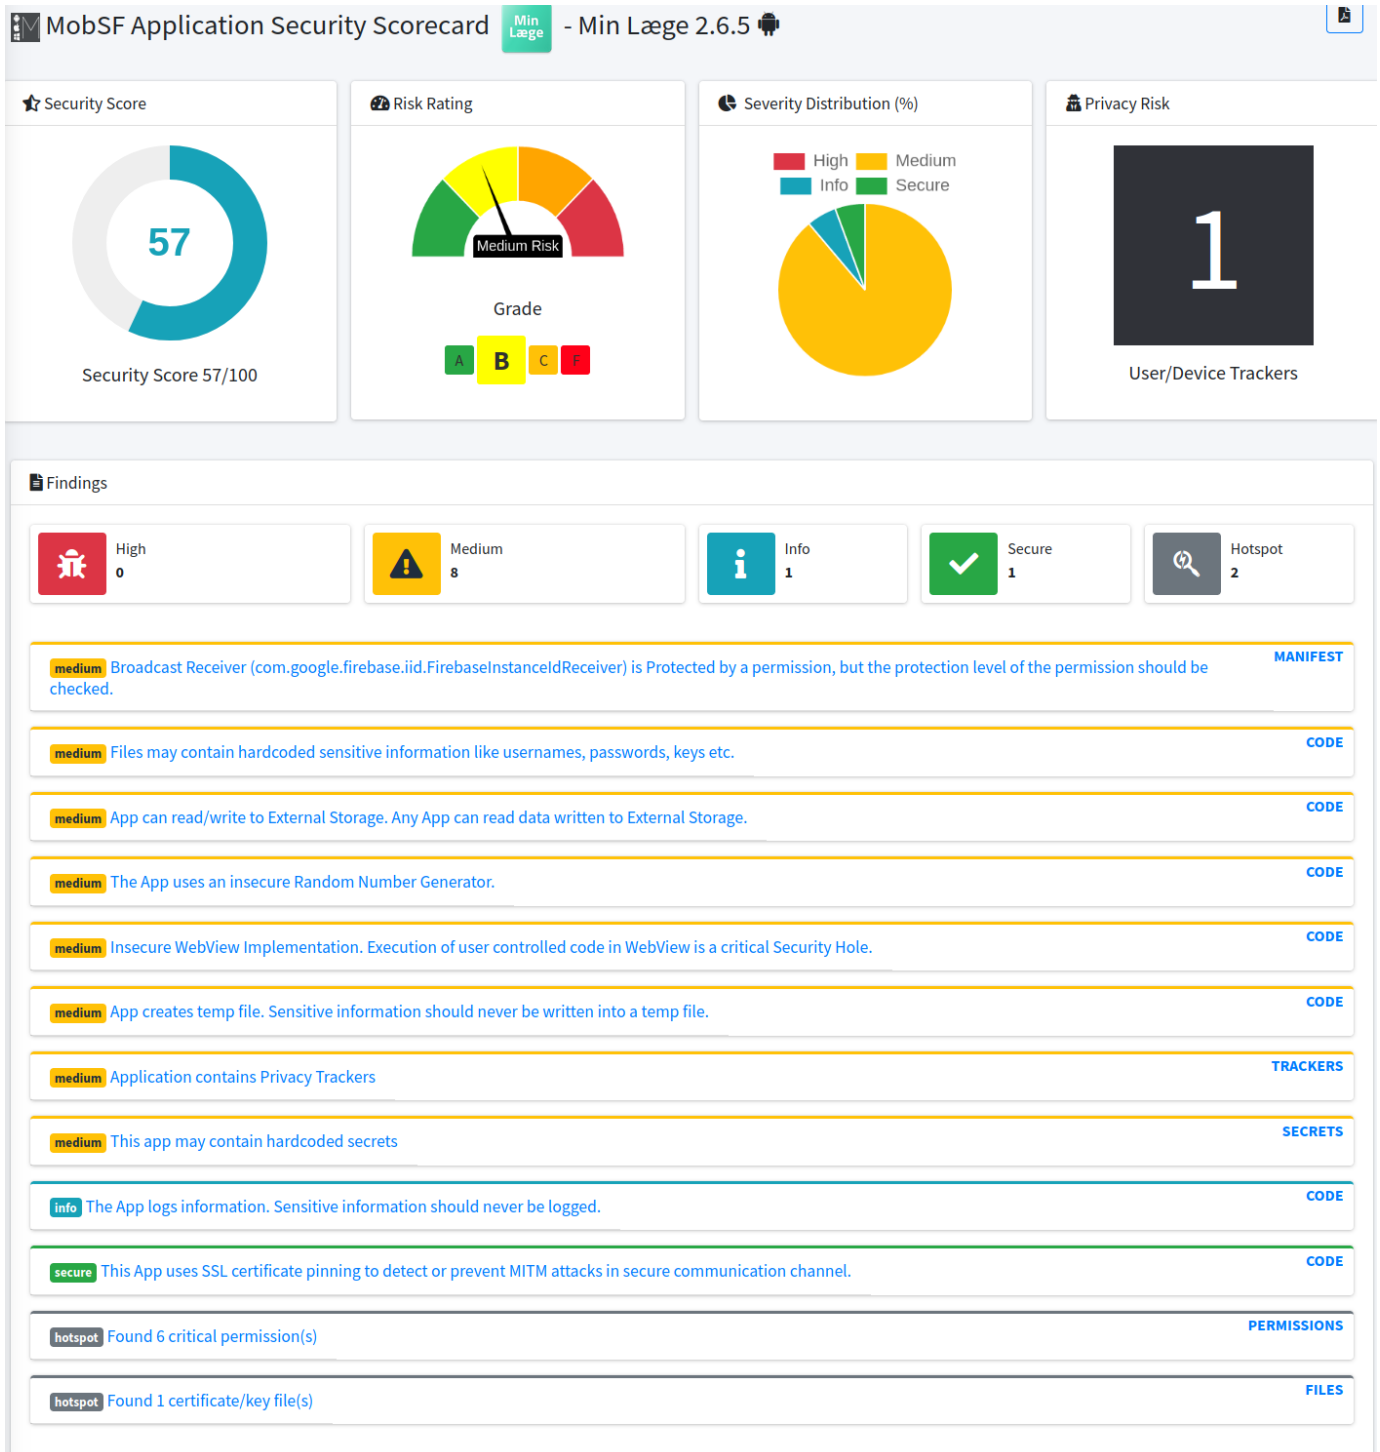 MobSF Application Security Scorecard Min Læge - Min Læge 2.6.5
Security Score
57
Security Score 57/100
Risk Rating
Medium Risk
Grade
A B C F
Severity Distribution (%)
High Medium
Info Secure
Privacy Risk
1
User/Device Trackers
Findings
High
0
Medium
8
Info
1
Secure
1
Hotspot
2
medium Broadcast Receiver (com.google.firebase.iid.FirebaseInstanceIdReceiver) is Protected by a permission, but the protection level of the permission should be
checked.
MANIFEST
medium Files may contain hardcoded sensitive information like usernames, passwords, keys etc.
CODE
medium App can read/write to External Storage. Any App can read data written to External Storage.
CODE
medium The App uses an insecure Random Number Generator.
CODE
medium Insecure WebView Implementation. Execution of user controlled code in WebView is a critical Security Hole.
CODE
medium App creates temp file. Sensitive information should never be written into a temp file.
CODE
medium Application contains Privacy Trackers
TRACKERS
medium This app may contain hardcoded secrets
SECRETS
info The App logs information. Sensitive information should never be logged.
CODE
secure This App uses SSL certificate pinning to detect or prevent MITM attacks in secure communication channel.
CODE
hotspot Found 6 critical permission(s)
PERMISSIONS
hotspot Found 1 certificate/key file(s)
FILES